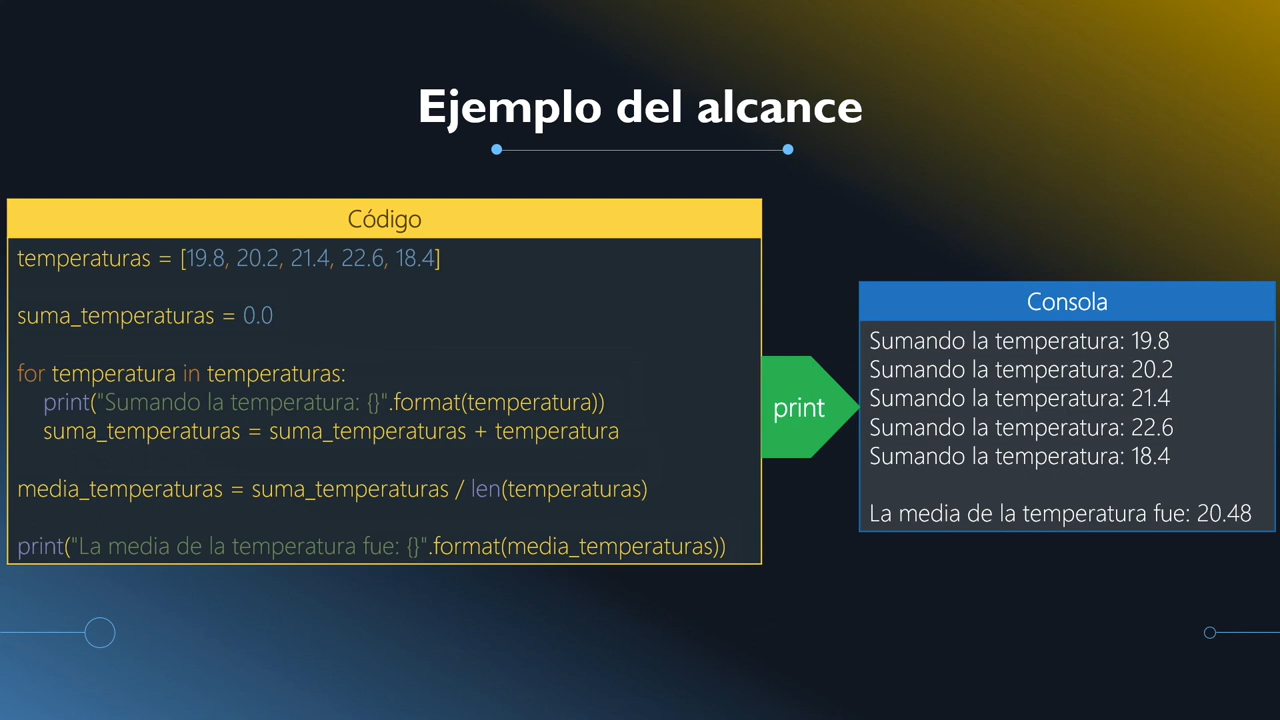 Ejemplo del alcance
Código
temperaturas = [19.8, 20.2, 21.4, 22.6, 18.4]
suma_temperaturas = 0.0
for temperatura in temperaturas:
print("Sumando la temperatura: {}".format(temperatura))
suma_temperaturas = suma_temperaturas + temperatura
media_temperaturas = suma_temperaturas / len(temperaturas)
print("La media de la temperatura fue: {}".format(media_temperaturas))
print
Consola
Sumando la temperatura: 19.8
Sumando la temperatura: 20.2
Sumando la temperatura: 21.4
Sumando la temperatura: 22.6
Sumando la temperatura: 18.4
La media de la temperatura fue: 20.48